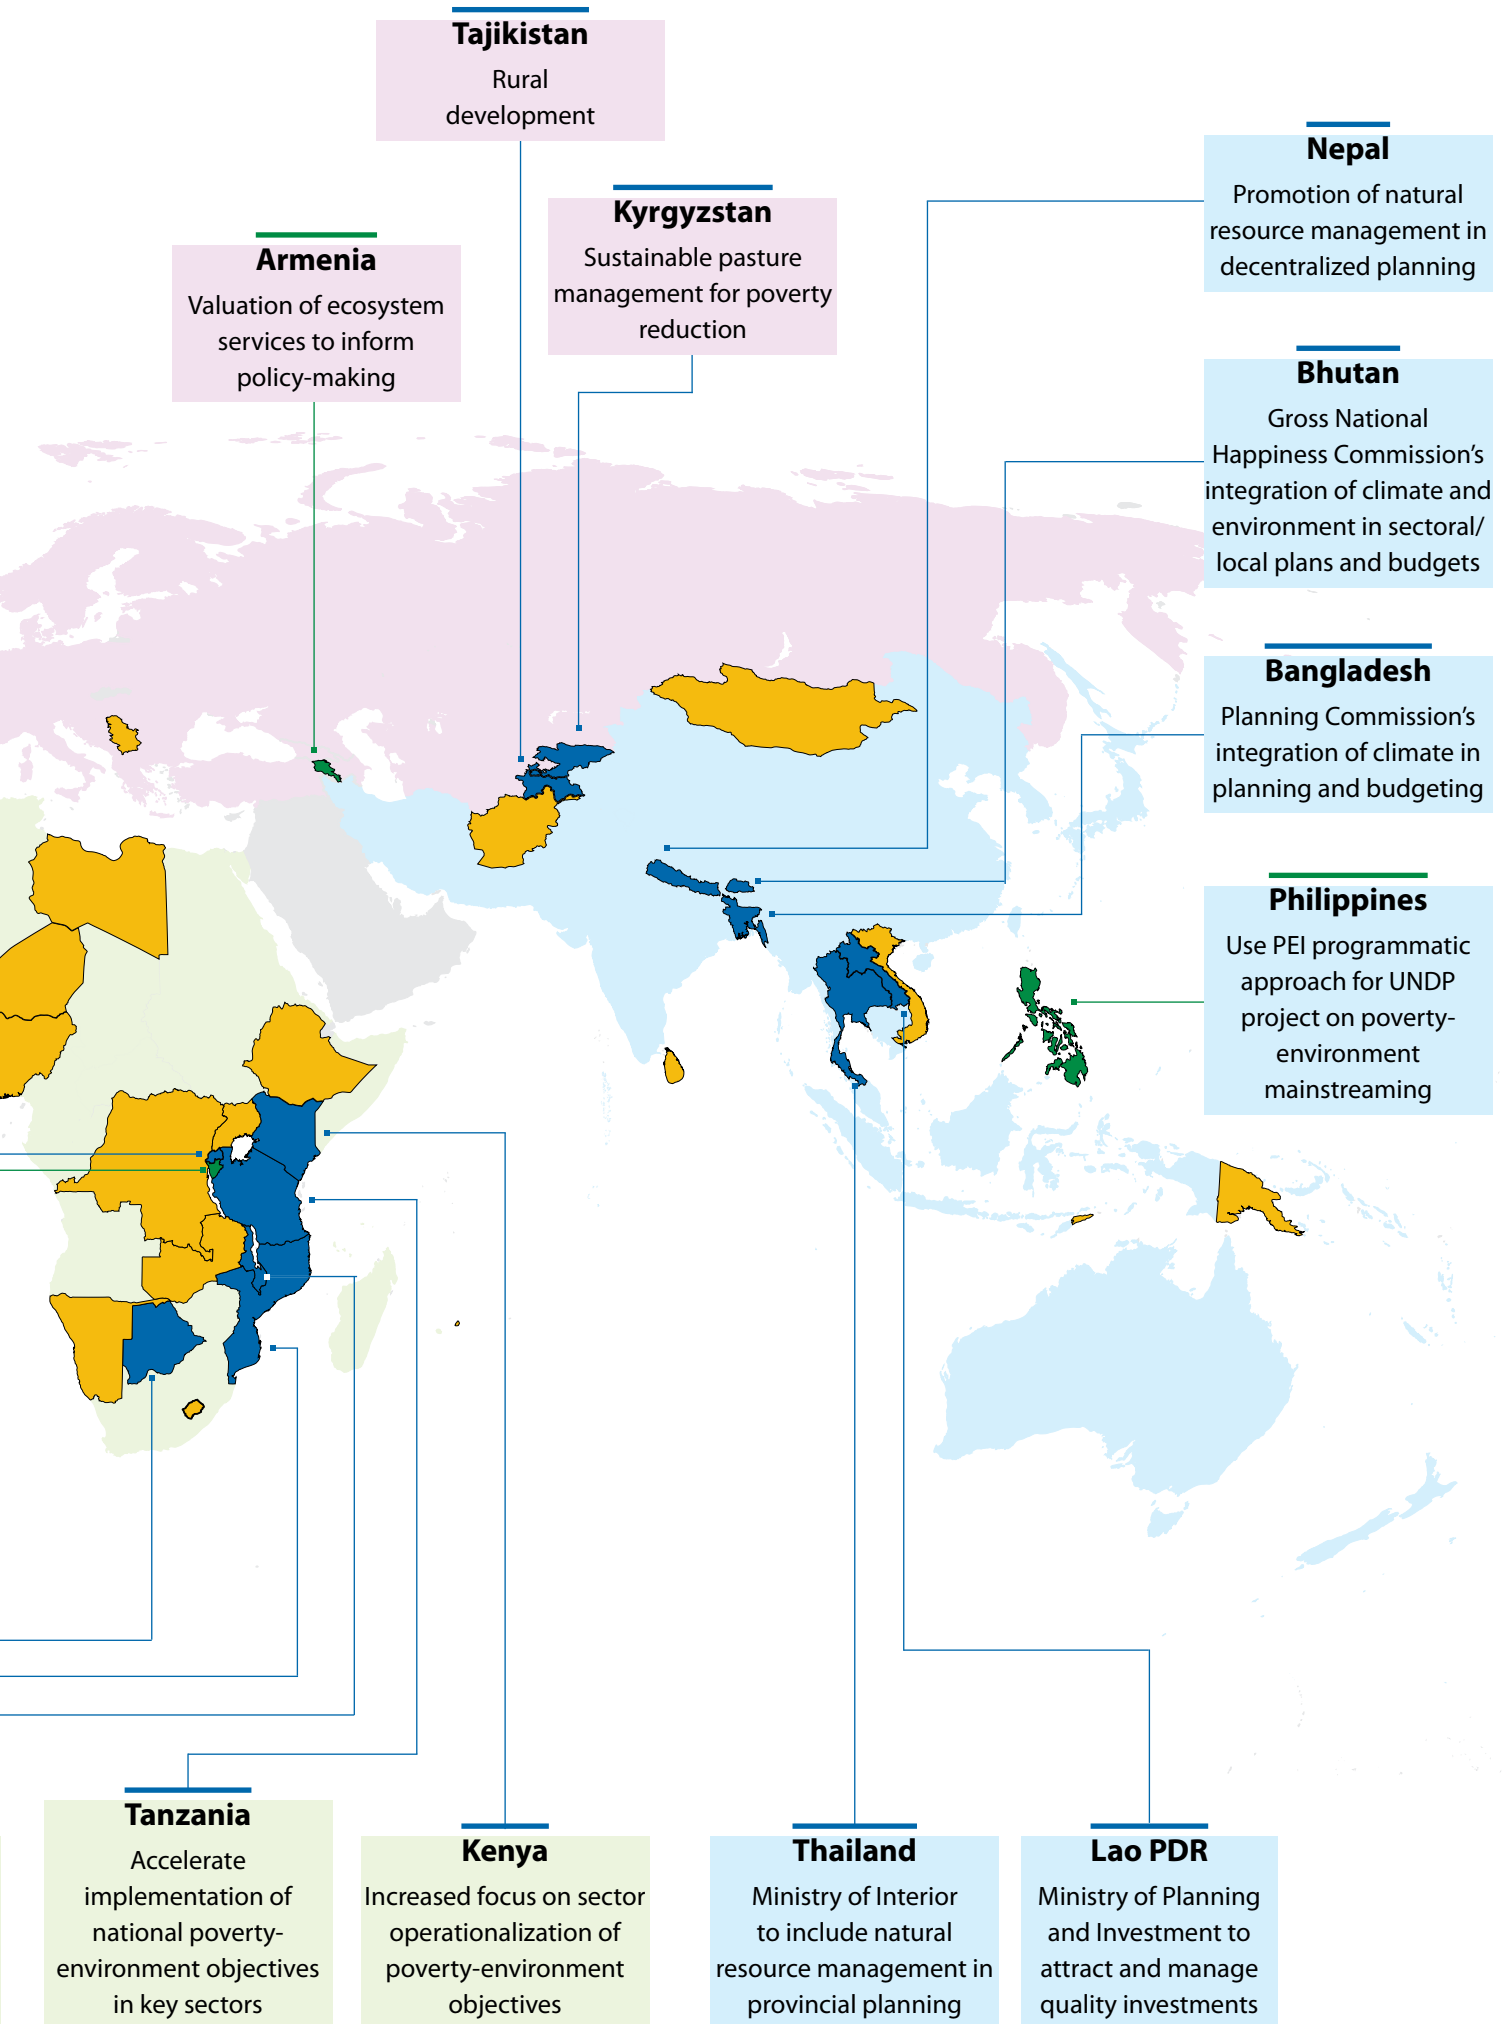 Tajikistan
Rural
development
Kyrgyzstan
Sustainable pasture
management for poverty
reduction
Armenia
Valuation of ecosystem
services to inform
policy-making
Nepal
Promotion of natural
resource management in
decentralized planning
Bhutan
Gross National
Happiness Commission's
integration of climate and
environment in sectoral/
local plans and budgets
Bangladesh
Planning Commission's
integration of climate in
planning and budgeting
Philippines
Use PEI programmatic
approach for UNDP
project on poverty-
environment
mainstreaming
Tanzania
Accelerate
implementation of
national poverty-
environment objectives
in key sectors
Kenya
Increased focus on sector
operationalization of
poverty-environment
objectives
Thailand
Ministry of Interior
to include natural
resource management in
provincial planning
Lao PDR
Ministry of Planning
and Investment to
attract and manage
quality investments